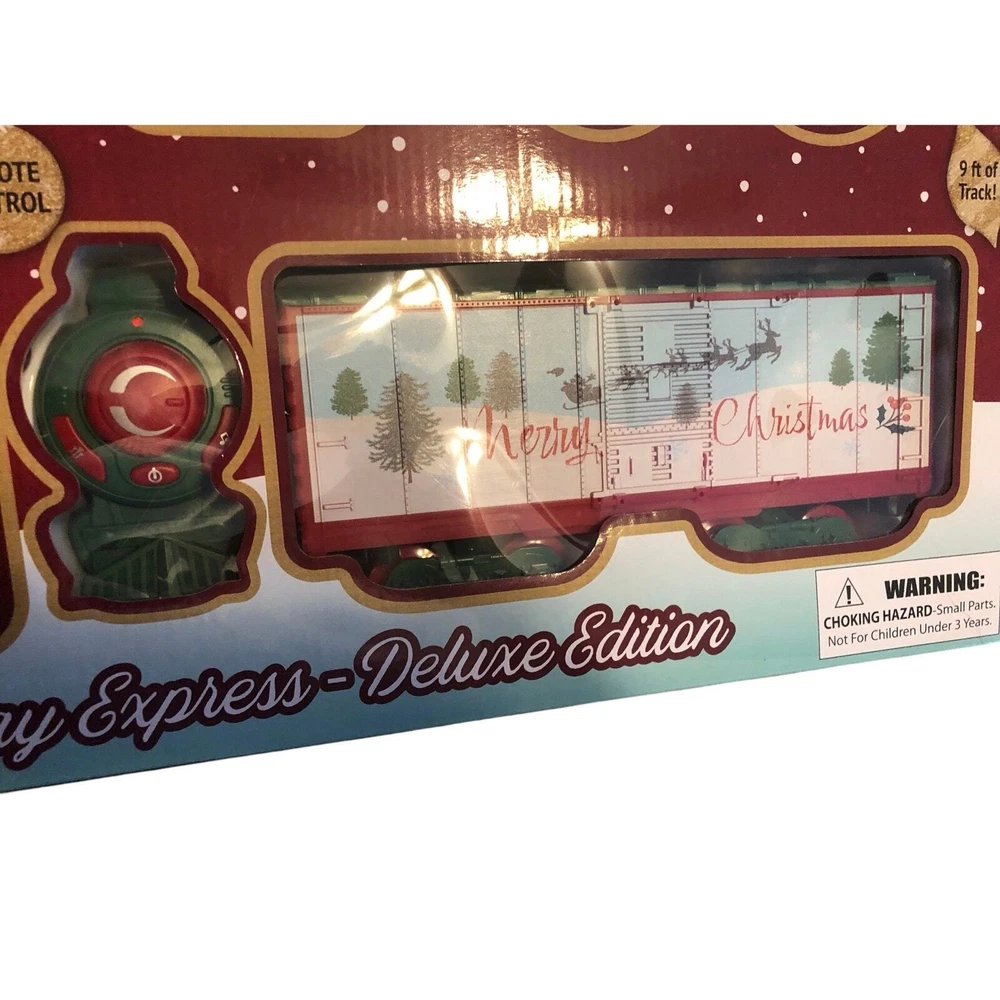 OTE
TROL
9 ft of
Track!
Merry Christmas
WARNING:
CHOKING HAZARD-Small Parts.
Not For Children Under 3 Years.
ay Express - Deluxe Edition